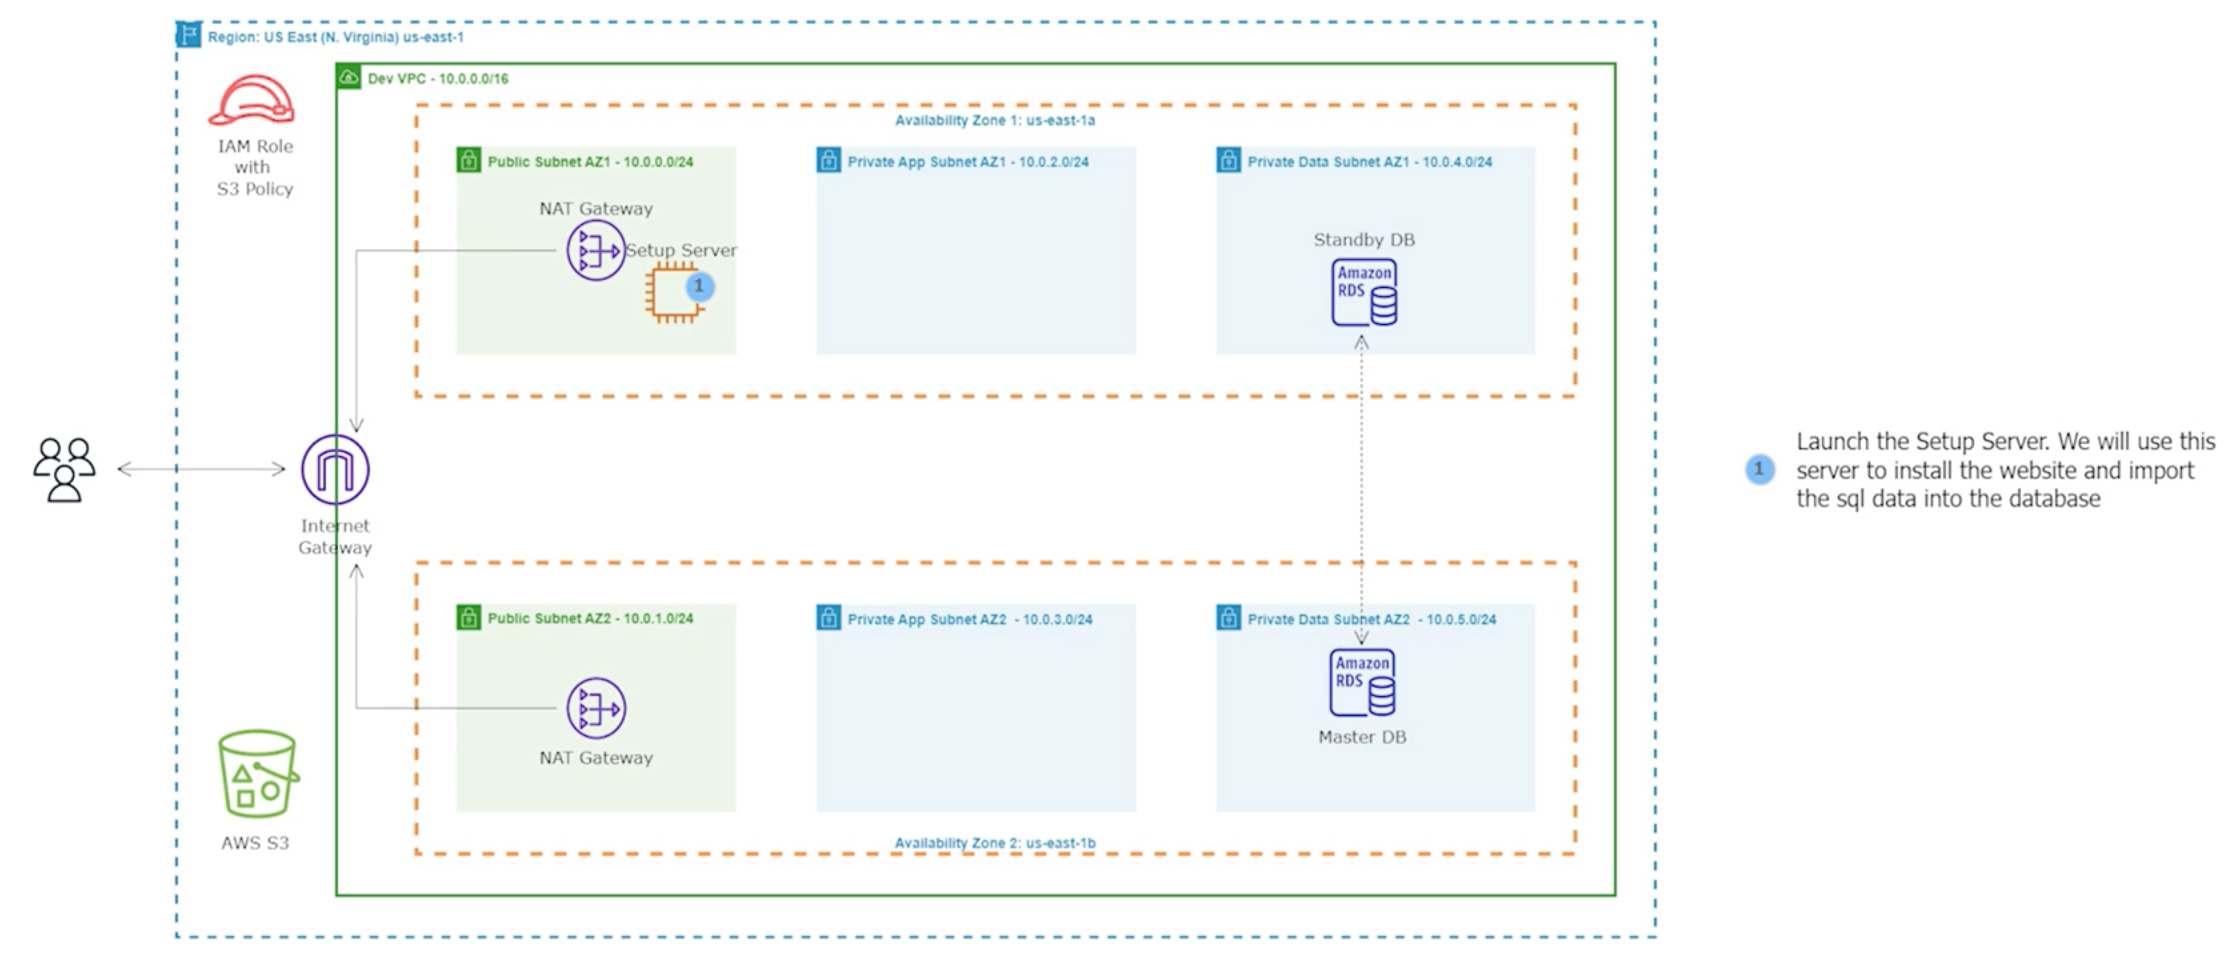 Region: US East (N. Virginia) us-east-1
Dev VPC - 10.0.0.0/16
IAM Role
with
S3 Policy
Availability Zone 1: us-east-1a
Public Subnet AZ1 - 10.0.0.0/24
Private App Subnet AZ1 - 10.0.2.0/24
Private Data Subnet AZ1 - 10.0.4.0/24
NAT Gateway
Setup Server
1
Standby DB
Amazon
RDS
Internet
Gateway
1
Launch the Setup Server. We will use this
server to install the website and import
the sql data into the database
Public Subnet AZ2 - 10.0.1.0/24
Private App Subnet AZ2 - 10.0.3.0/24
Private Data Subnet AZ2 - 10.0.5.0/24
Amazon
RDS
Master DB
NAT Gateway
AWS S3
Availability Zone 2: us-east-1b